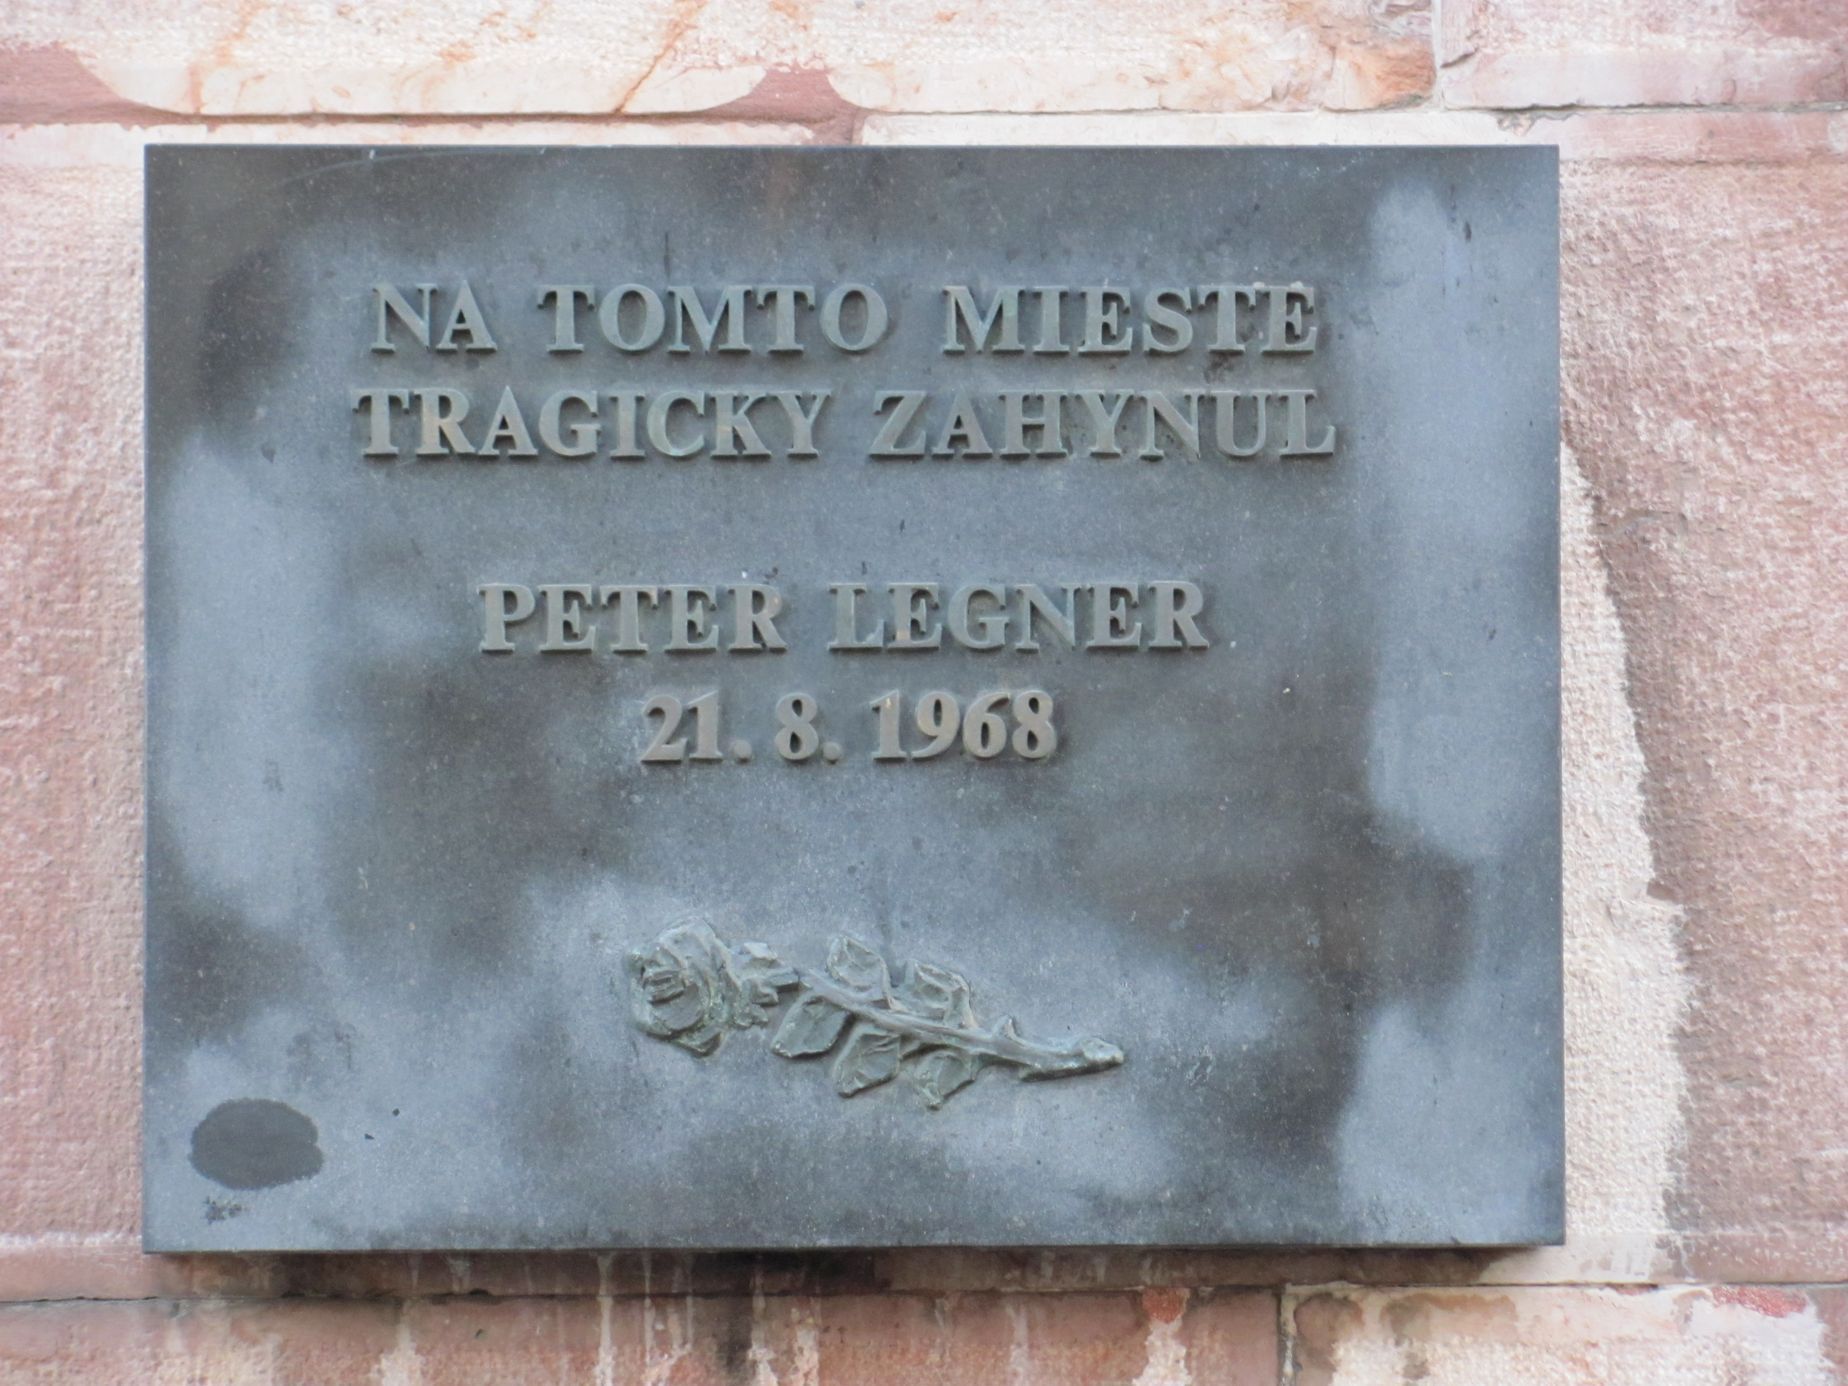 NA TOMTO MIESTE
TRAGICKY ZAHYNUL
PETER LEGNER
21. 8. 1968